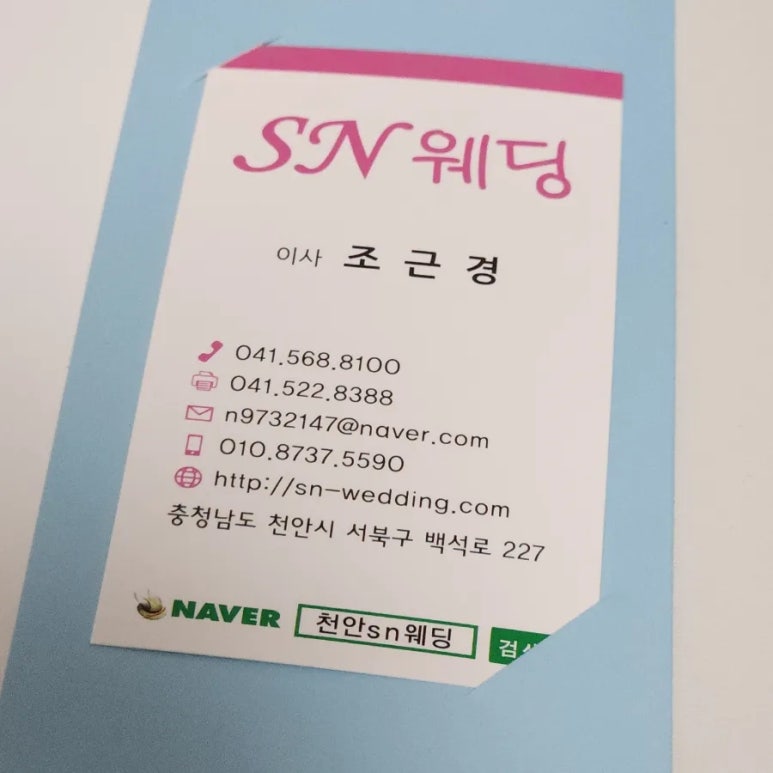 SN웨딩
이사 조근경
041.568.8100
041.522.8388
n9732147@naver.com
010.8737.5590
http://sn-wedding.com
충청남도 천안시 서북구 백석로 227
NAVER 천안sn웨딩